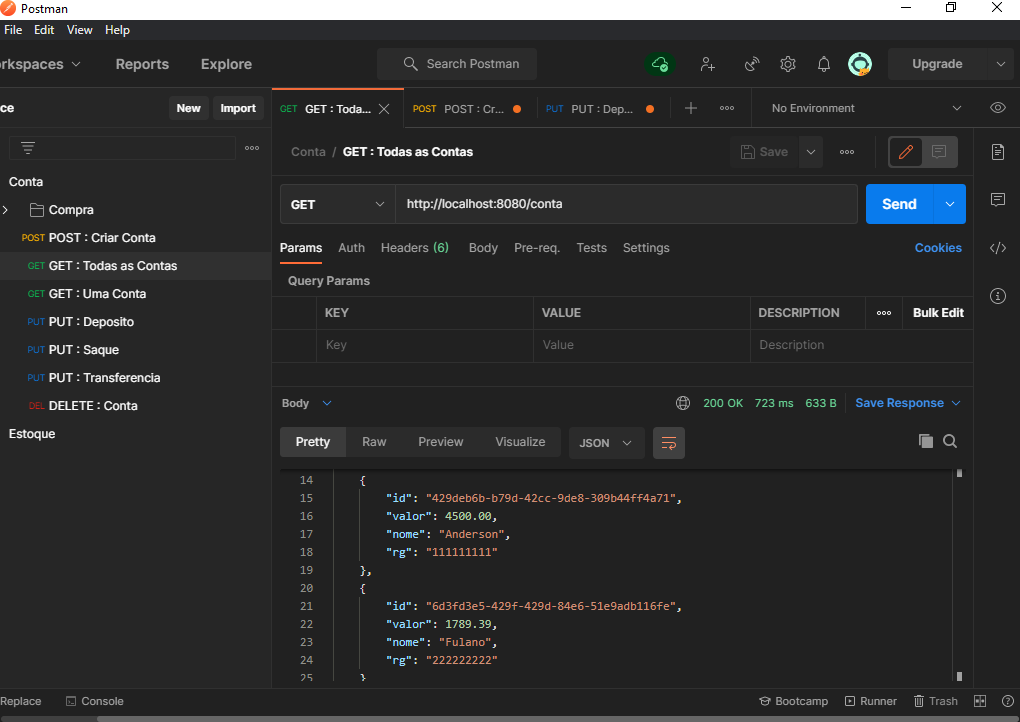 Postman
File Edit View Help
rkspaces Reports Explore Search Postman Upgrade
ce New Import GET GET : Toda... POST POST : Cr... PUT PUT : Dep... No Environment
Conta / GET : Todas as Contas Save
Conta
Compra
POST POST : Criar Conta
GET GET : Todas as Contas
GET GET : Uma Conta
PUT PUT : Deposito
PUT PUT : Saque
PUT PUT : Transferencia
DEL DELETE : Conta
Estoque
GET http://localhost:8080/conta Send
Params Auth Headers (6) Body Pre-req. Tests Settings Cookies
Query Params
KEY VALUE DESCRIPTION Bulk Edit
Key Value Description
Body 200 OK 723 ms 633 B Save Response
Pretty Raw Preview Visualize JSON
14 {
15 "id": "429deb6b-b79d-42cc-9de8-309b44ff4a71",
16 "valor": 4500.00,
17 "nome": "Anderson",
18 "rg": "111111111"
19 },
20 {
21 "id": "6d3fd3e5-429f-429d-84e6-51e9adb116fe",
22 "valor": 1789.39,
23 "nome": "Fulano",
24 "rg": "222222222"
25 }
Replace Console Bootcamp Runner Trash